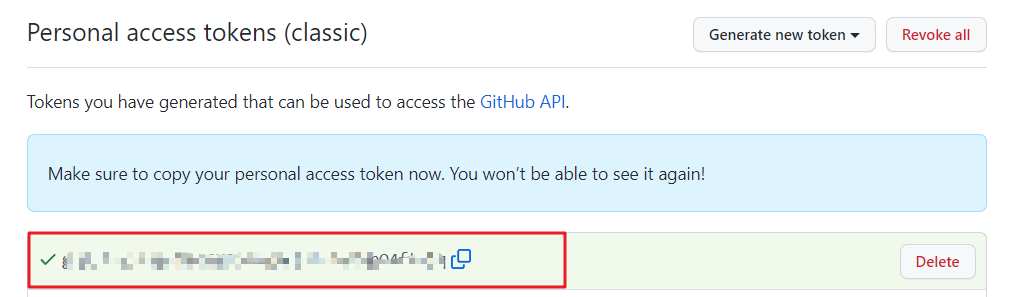 Personal access tokens (classic)
Generate new token
Revoke all
Tokens you have generated that can be used to access the GitHub API.
Make sure to copy your personal access token now. You won’t be able to see it again!
Delete